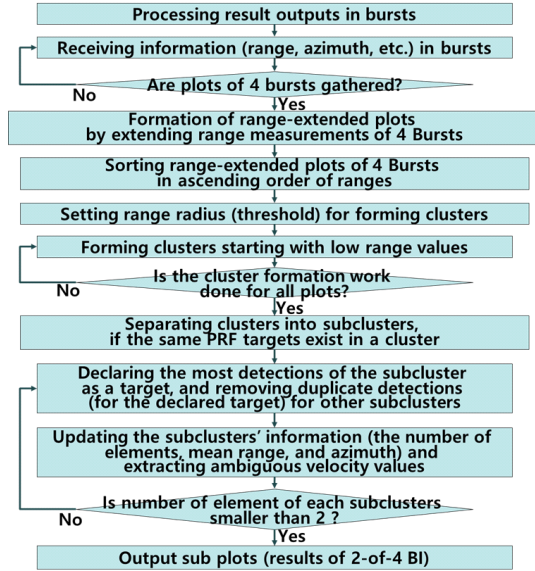 Processing result outputs in bursts
Receiving information (range, azimuth, etc.) in bursts
Are plots of 4 bursts gathered?
No
Yes
Formation of range-extended plots
by extending range measurements of 4 Bursts
Sorting range-extended plots of 4 Bursts
in ascending order of ranges
Setting range radius (threshold) for forming clusters
Forming clusters starting with low range values
Is the cluster formation work
done for all plots?
No
Yes
Separating clusters into subclusters,
if the same PRF targets exist in a cluster
Declaring the most detections of the subcluster
as a target, and removing duplicate detections
(for the declared target) for other subclusters
Updating the subclusters’ information (the number of
elements, mean range, and azimuth) and
extracting ambiguous velocity values
Is number of element of each subclusters
smaller than 2 ?
No
Yes
Output sub plots (results of 2-of-4 BI)